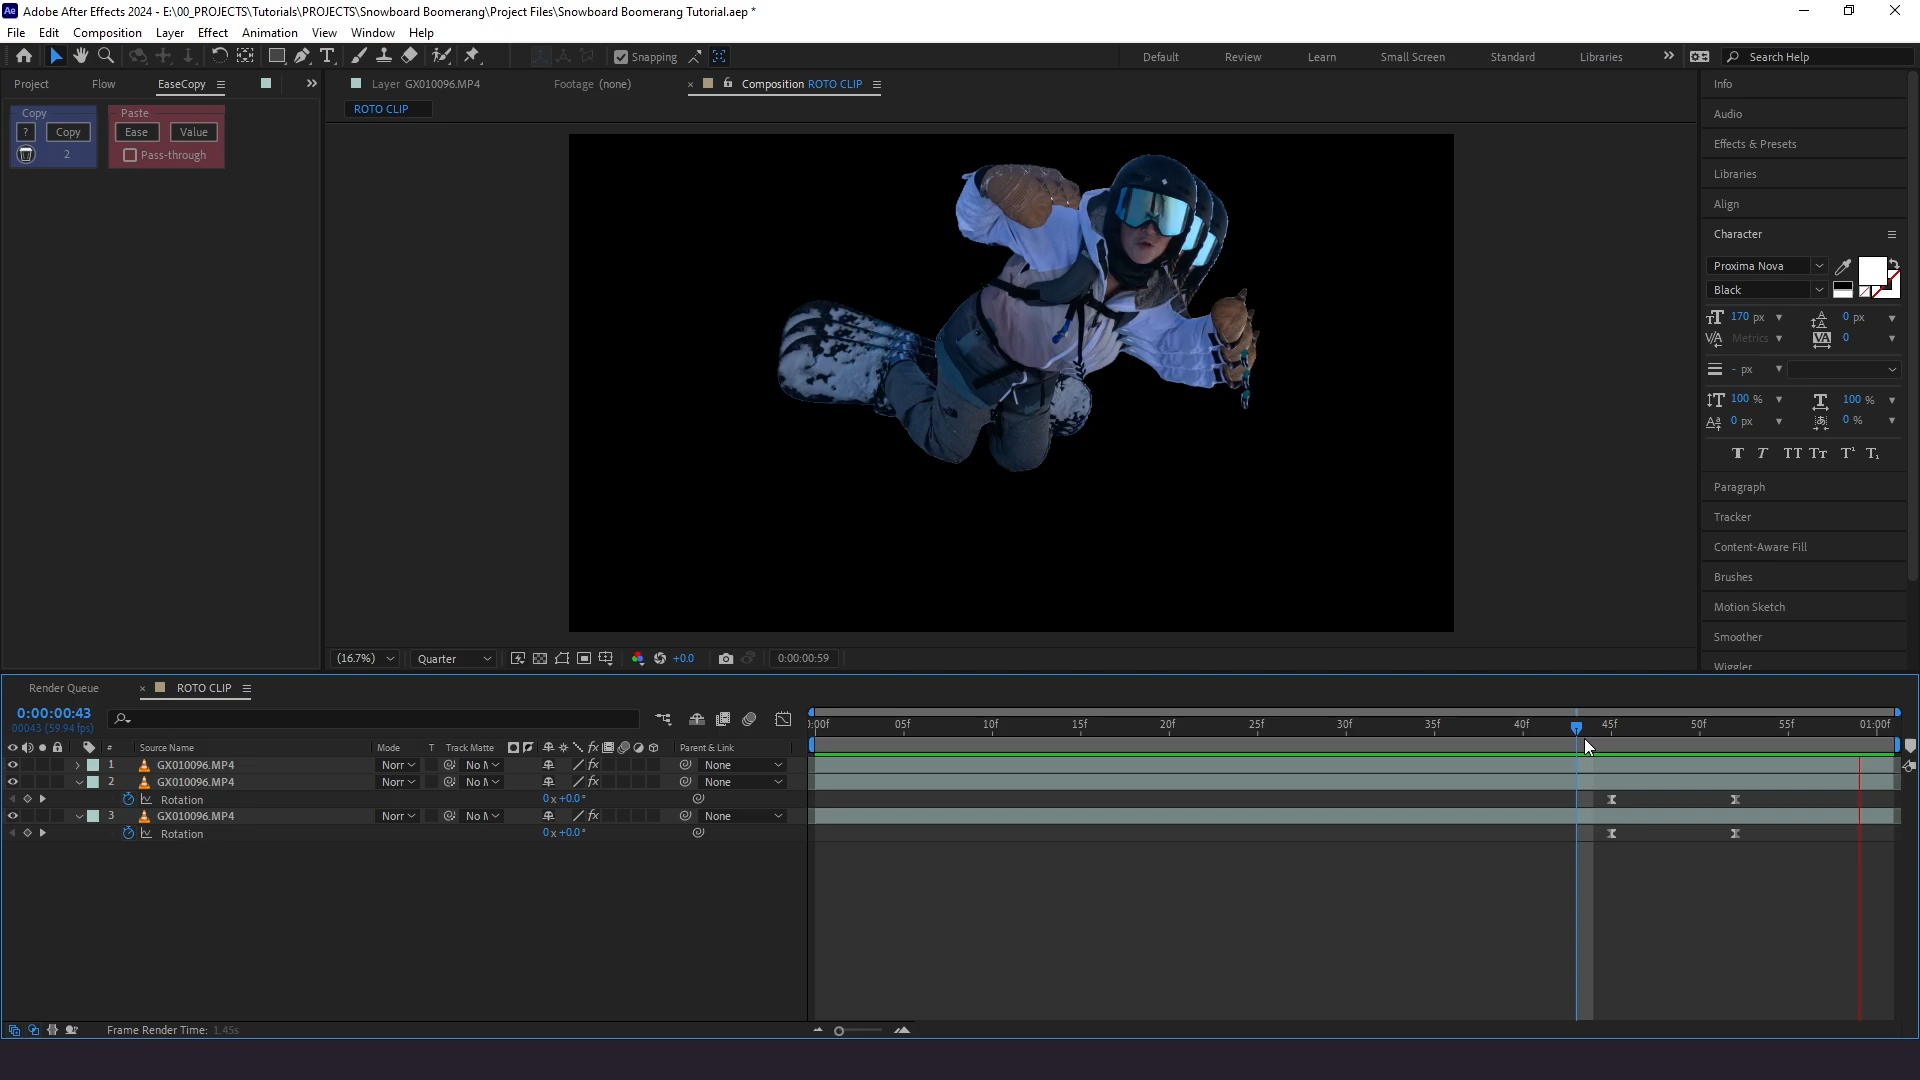 Adobe After Effects 2024 - E:\00_PROJECTS\Tutorials\PROJECTS\Snowboard Boomerang\Project Files\Snowboard Boomerang Tutorial.aep *
File Edit Composition Layer Effect Animation View Window Help
Snapping
Default Review Learn Small Screen Standard Libraries
Search Help
Project Flow EaseCopy
Layer GX010096.MP4 Footage (none) Composition ROTO CLIP
ROTO CLIP
Copy Paste
? Copy Ease Value
2 Pass-through
Info
Audio
Effects & Presets
Libraries
Align
Character
Proxima Nova
Black
170 px 0 px
Metrics 0
- px
100 % 100 %
0 px 0 %
Paragraph
Tracker
Content-Aware Fill
Brushes
Motion Sketch
Smoother
Wiggler
(16.7%) Quarter +0.0 0:00:00:59
Render Queue ROTO CLIP
0:00:00:43
00043 (59.94 fps)
:00f 05f 10f 15f 20f 25f 30f 35f 40f 45f 50f 55f 01:00f
# Source Name Mode T Track Matte Parent & Link
1 GX010096.MP4 Norr No M None
2 GX010096.MP4 Norr No M None
Rotation 0x+0.0°
3 GX010096.MP4 Norr No M None
Rotation 0x+0.0°
Frame Render Time: 1.45s